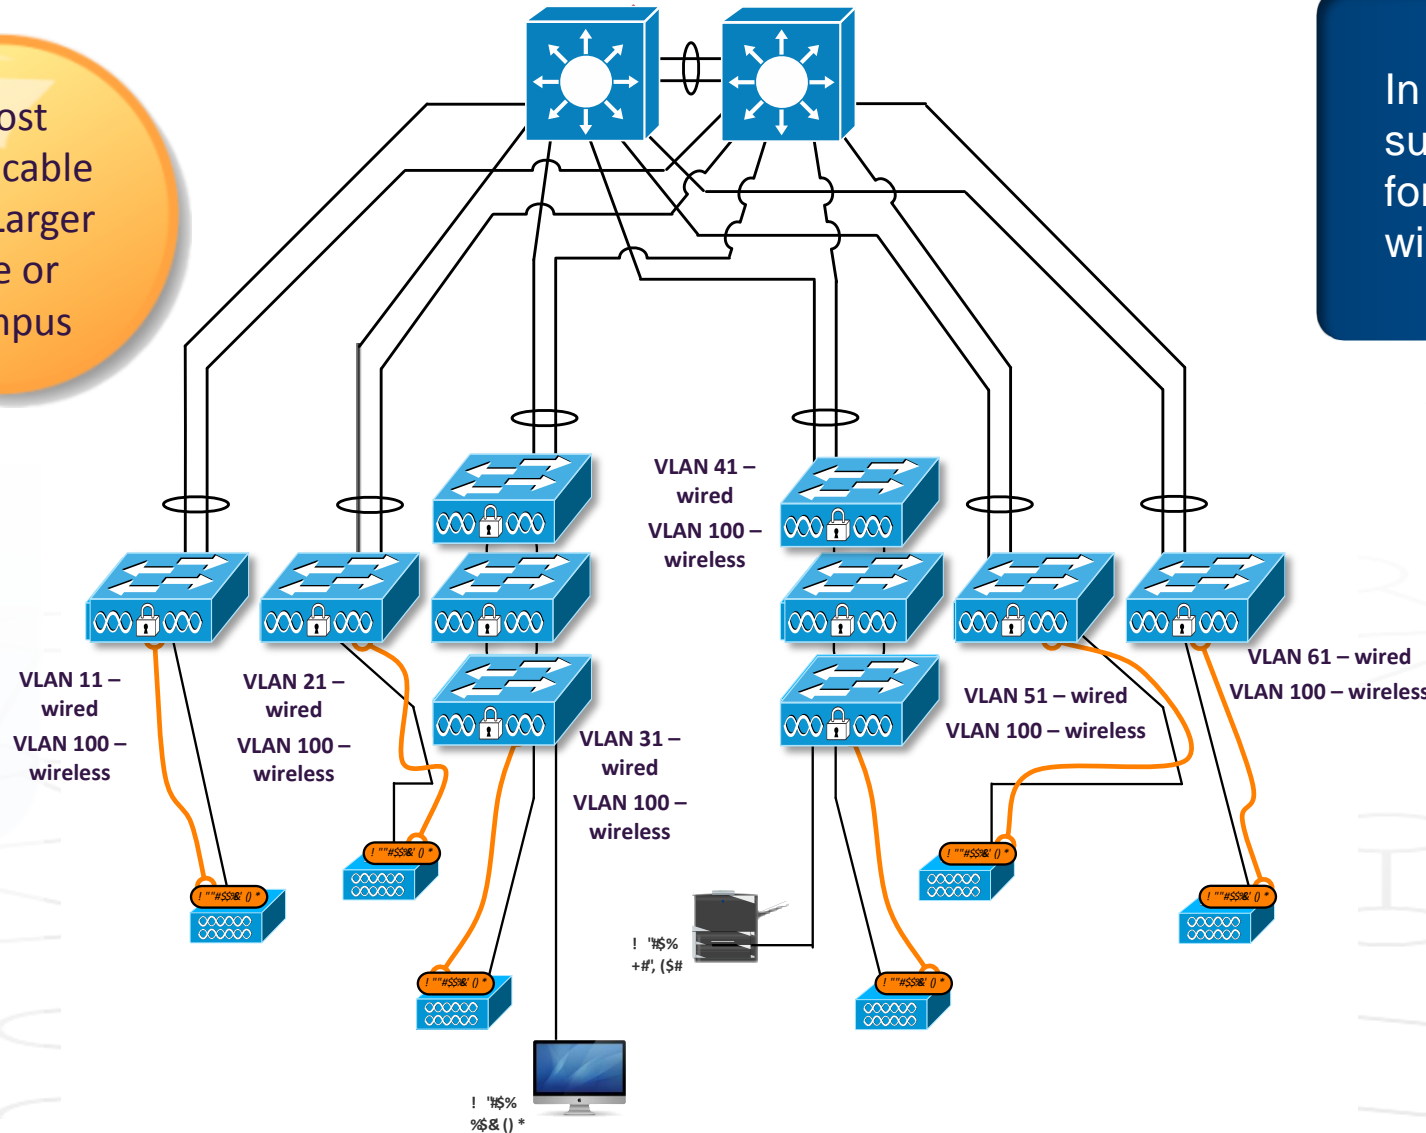 ost
cable
Larger
e or
mpus
In
su
for
wi
VLAN 41 –
wired
VLAN 100 –
wireless
VLAN 11 –
wired
VLAN 100 –
wireless
VLAN 21 –
wired
VLAN 100 –
wireless
VLAN 31 –
wired
VLAN 100 –
wireless
VLAN 51 – wired
VLAN 100 – wireless
VLAN 61 – wired
VLAN 100 – wireless